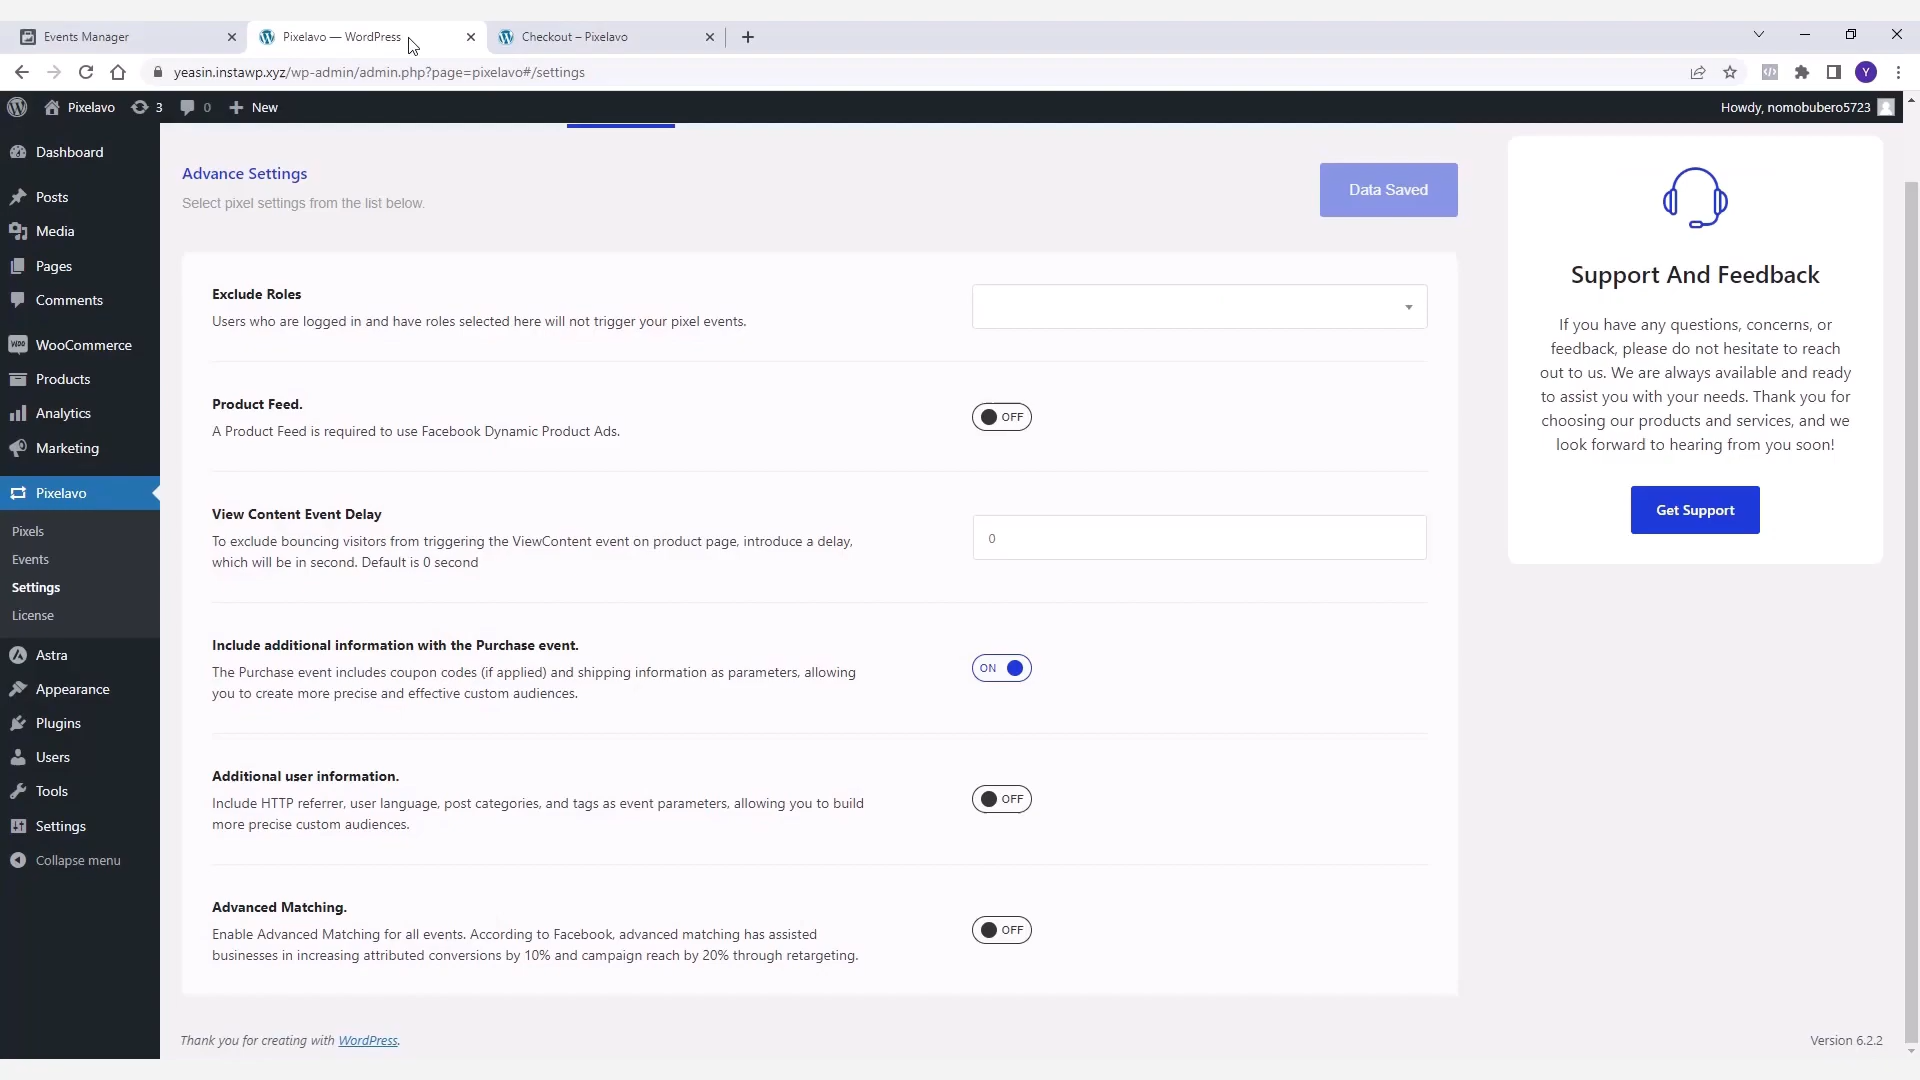 Events Manager
Pixelavo — WordPress
Checkout – Pixelavo
yeasin.instawp.xyz/wp-admin/admin.php?page=pixelavo#/settings
Y
Pixelavo
3
0
New
Howdy, nomobubero5723
Dashboard
Posts
Media
Pages
Comments
WooCommerce
Products
Analytics
Marketing
Pixelavo
Pixels
Events
Settings
License
Astra
Appearance
Plugins
Users
Tools
Settings
Collapse menu
Advance Settings
Select pixel settings from the list below.
Data Saved
Exclude Roles
Users who are logged in and have roles selected here will not trigger your pixel events.
Product Feed.
A Product Feed is required to use Facebook Dynamic Product Ads.
OFF
View Content Event Delay
To exclude bouncing visitors from triggering the ViewContent event on product page, introduce a delay,
which will be in second. Default is 0 second
0
Include additional information with the Purchase event.
The Purchase event includes coupon codes (if applied) and shipping information as parameters, allowing
you to create more precise and effective custom audiences.
ON
Additional user information.
Include HTTP referrer, user language, post categories, and tags as event parameters, allowing you to build
more precise custom audiences.
OFF
Advanced Matching.
Enable Advanced Matching for all events. According to Facebook, advanced matching has assisted
businesses in increasing attributed conversions by 10% and campaign reach by 20% through retargeting.
OFF
Support And Feedback
If you have any questions, concerns, or
feedback, please do not hesitate to reach
out to us. We are always available and ready
to assist you with your needs. Thank you for
choosing our products and services, and we
look forward to hearing from you soon!
Get Support
Thank you for creating with WordPress.
Version 6.2.2